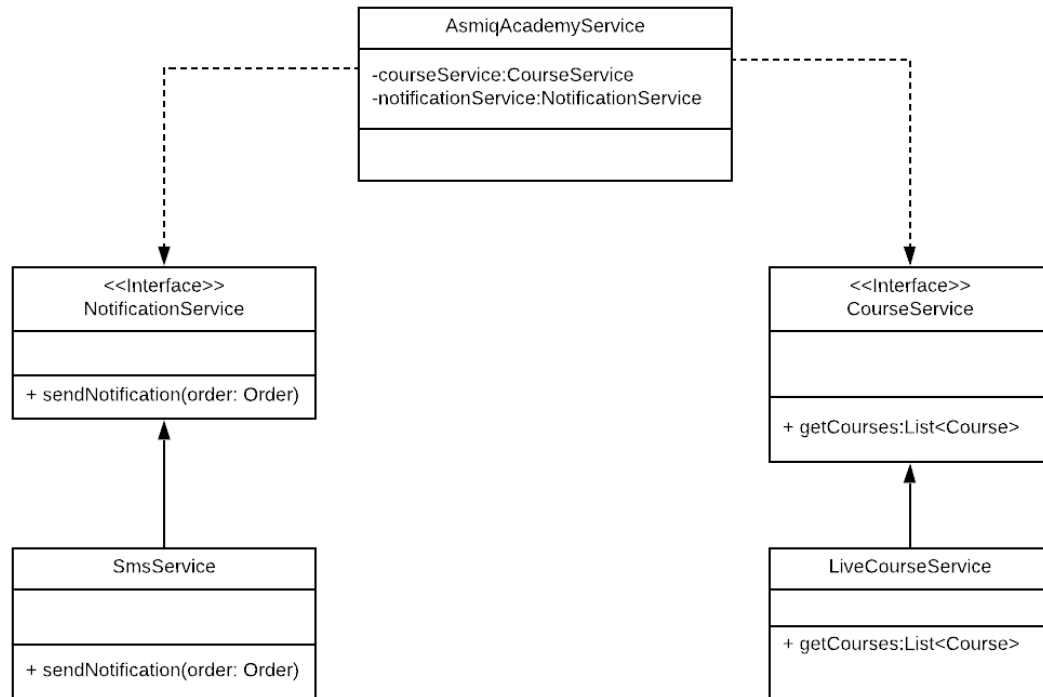 AsmiqAcademyService
-courseService:CourseService
-notificationService:NotificationService
<<Interface>>
NotificationService
+ sendNotification(order: Order)
<<Interface>>
CourseService
+ getCourses:List<Course>
SmsService
+ sendNotification(order: Order)
LiveCourseService
+ getCourses:List<Course>